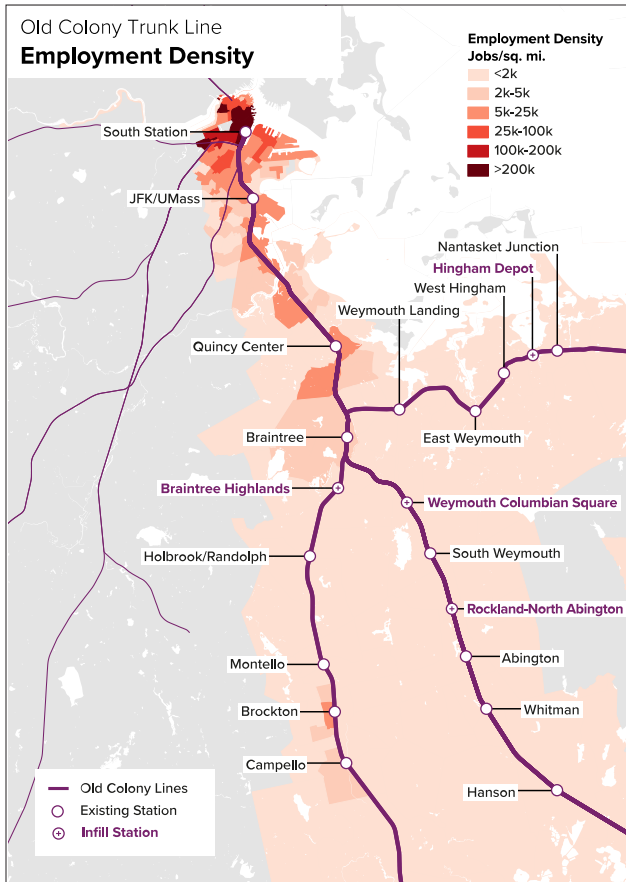 Old Colony Trunk Line
Employment Density
Employment Density
Jobs/sq. mi.
<2k
2k-5k
5k-25k
25k-100k
100k-200k
>200k
South Station
JFK/UMass
Nantasket Junction
Hingham Depot
West Hingham
Weymouth Landing
Quincy Center
East Weymouth
Braintree
Braintree Highlands
Weymouth Columbian Square
Holbrook/Randolph
South Weymouth
Rockland-North Abington
Montello
Abington
Brockton
Whitman
Campello
Hanson
Old Colony Lines
Existing Station
Infill Station